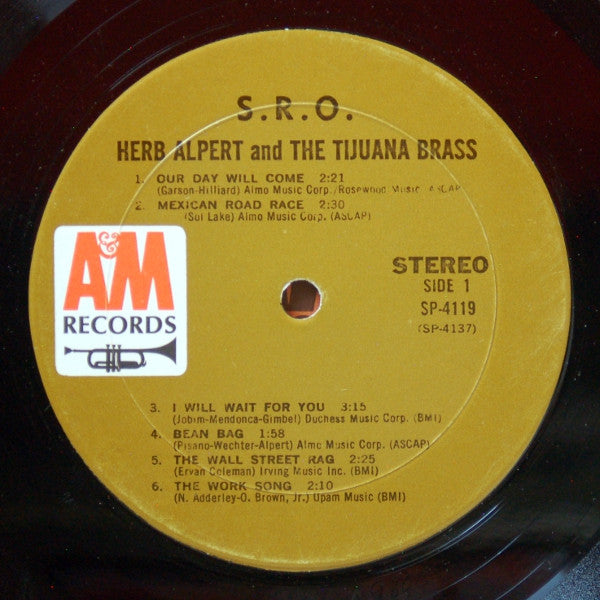 S.R.O.
HERB ALPERT and THE TIJUANA BRASS
1. OUR DAY WILL COME 2:21
(Garson-Hilliard) Almo Music Corp./Rosewood Music ASCAP
2. MEXICAN ROAD RACE 2:30
(Sol Lake) Almo Music Corp. (ASCAP)
A&M
RECORDS
STEREO
SIDE 1
SP-4119
(SP-4137)
3. I WILL WAIT FOR YOU 3:15
(Jobim-Mendonca-Gimbel) Duchess Music Corp. (BMI)
4. BEAN BAG 1:58
(Pisano-Wechter-Alpert) Almo Music Corp. (ASCAP)
5. THE WALL STREET RAG 2:25
(Ervan Coleman) Irving Music Inc. (BMI)
6. THE WORK SONG 2:10
(N. Adderley-O. Brown, Jr.) Upam Music (BMI)